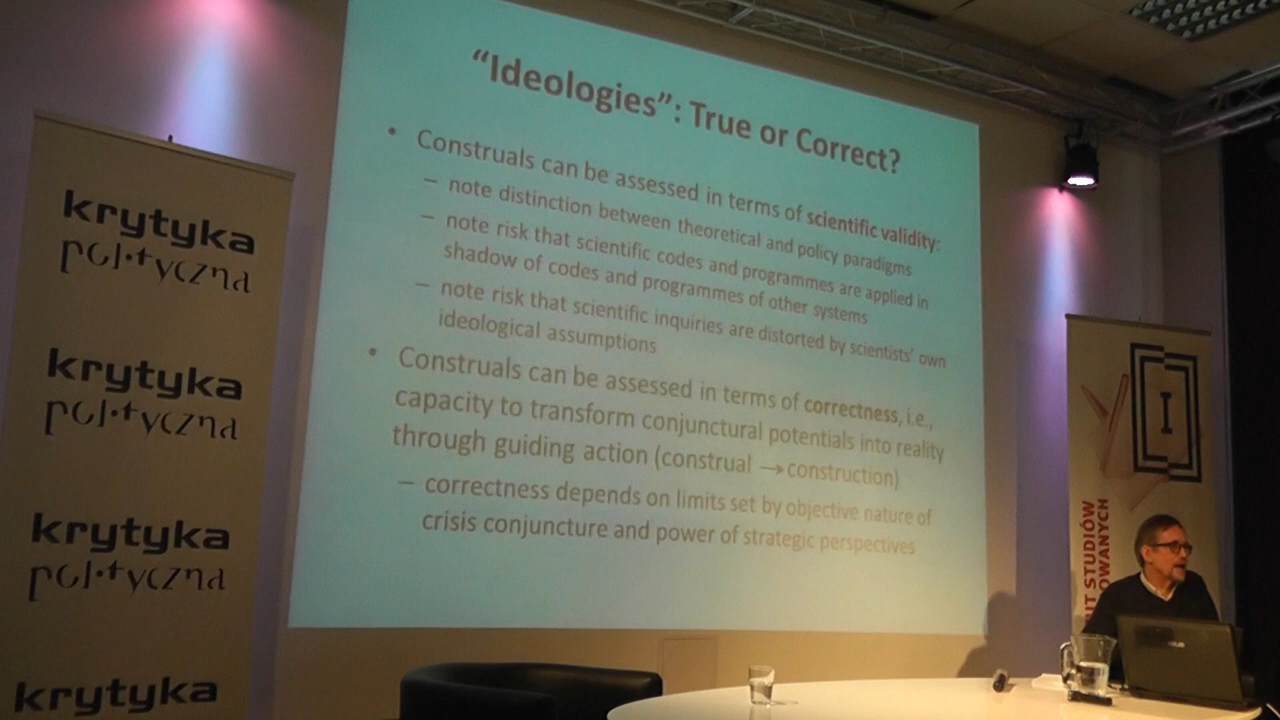 "Ideologies": True or Correct?
• Construals can be assessed in terms of scientific validity:
– note distinction between theoretical and policy paradigms
– note risk that scientific codes and programmes are applied in
shadow of codes and programmes of other systems
– note risk that scientific inquiries are distorted by scientists' own
ideological assumptions
• Construals can be assessed in terms of correctness, i.e.,
capacity to transform conjunctural potentials into reality
through guiding action (construal → construction)
– correctness depends on limits set by objective nature of
crisis conjuncture and power of strategic perspectives
krytyka
polityczna
krytyka
polityczna
krytyka
polityczna
krytyka
I
UT STUDIÓW
OWANYCH